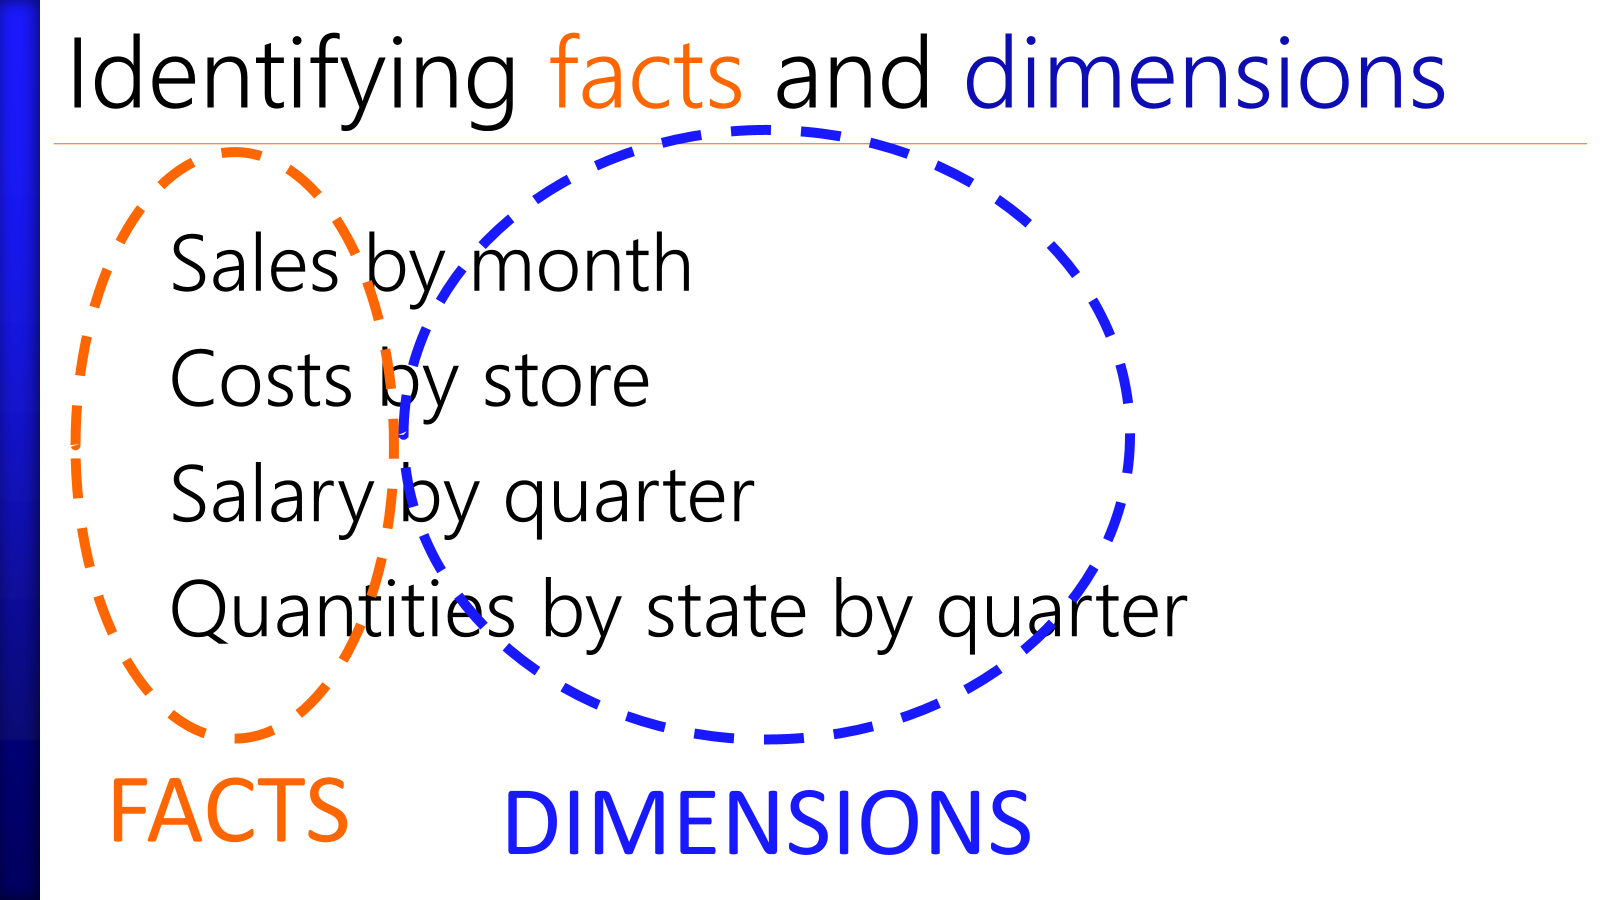 Identifying facts and dimensions
Sales by month
Costs by store
Salary by quarter
Quantities by state by quarter
FACTS
DIMENSIONS